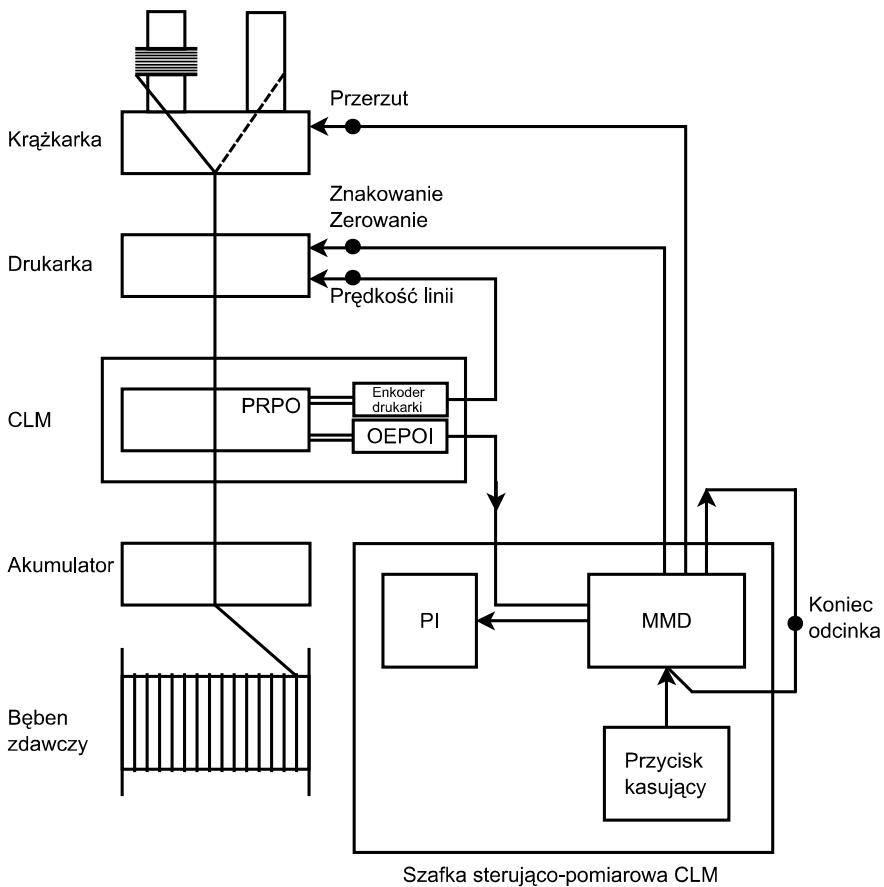 Przerzut
Krążkarka
Znakowanie
Zerowanie
Drukarka
Prędkość linii
CLM
PRPO
Enkoder
drukarki
OEPOI
Akumulator
PI
MMD
Koniec
odcinka
Bęben
zdawczy
Przycisk
kasujący
Szafka sterująco-pomiarowa CLM